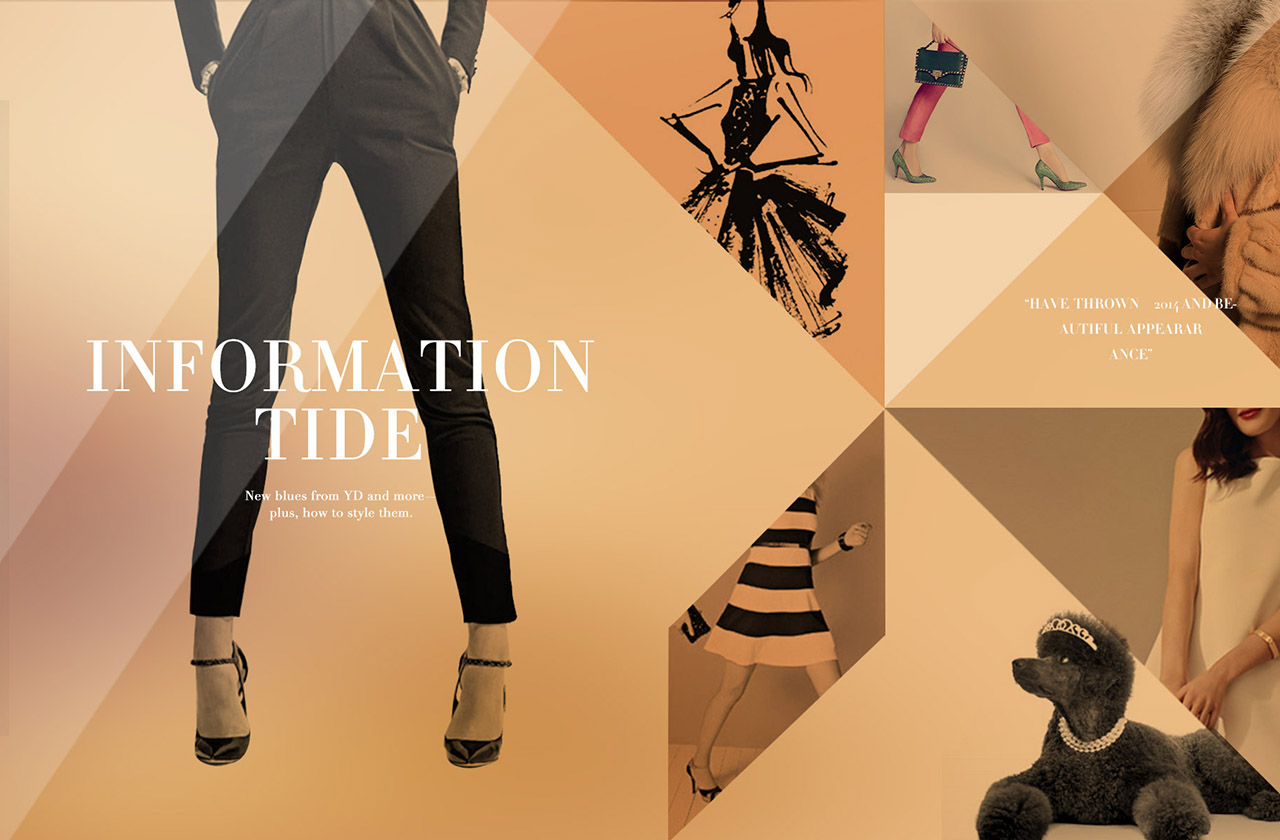 INFORMATION
TIDE
New blues from YD and more—
plus, how to style them.
“HAVE THROWN 2014 AND BE-
AUTIFUL APPEARAR
ANCE”